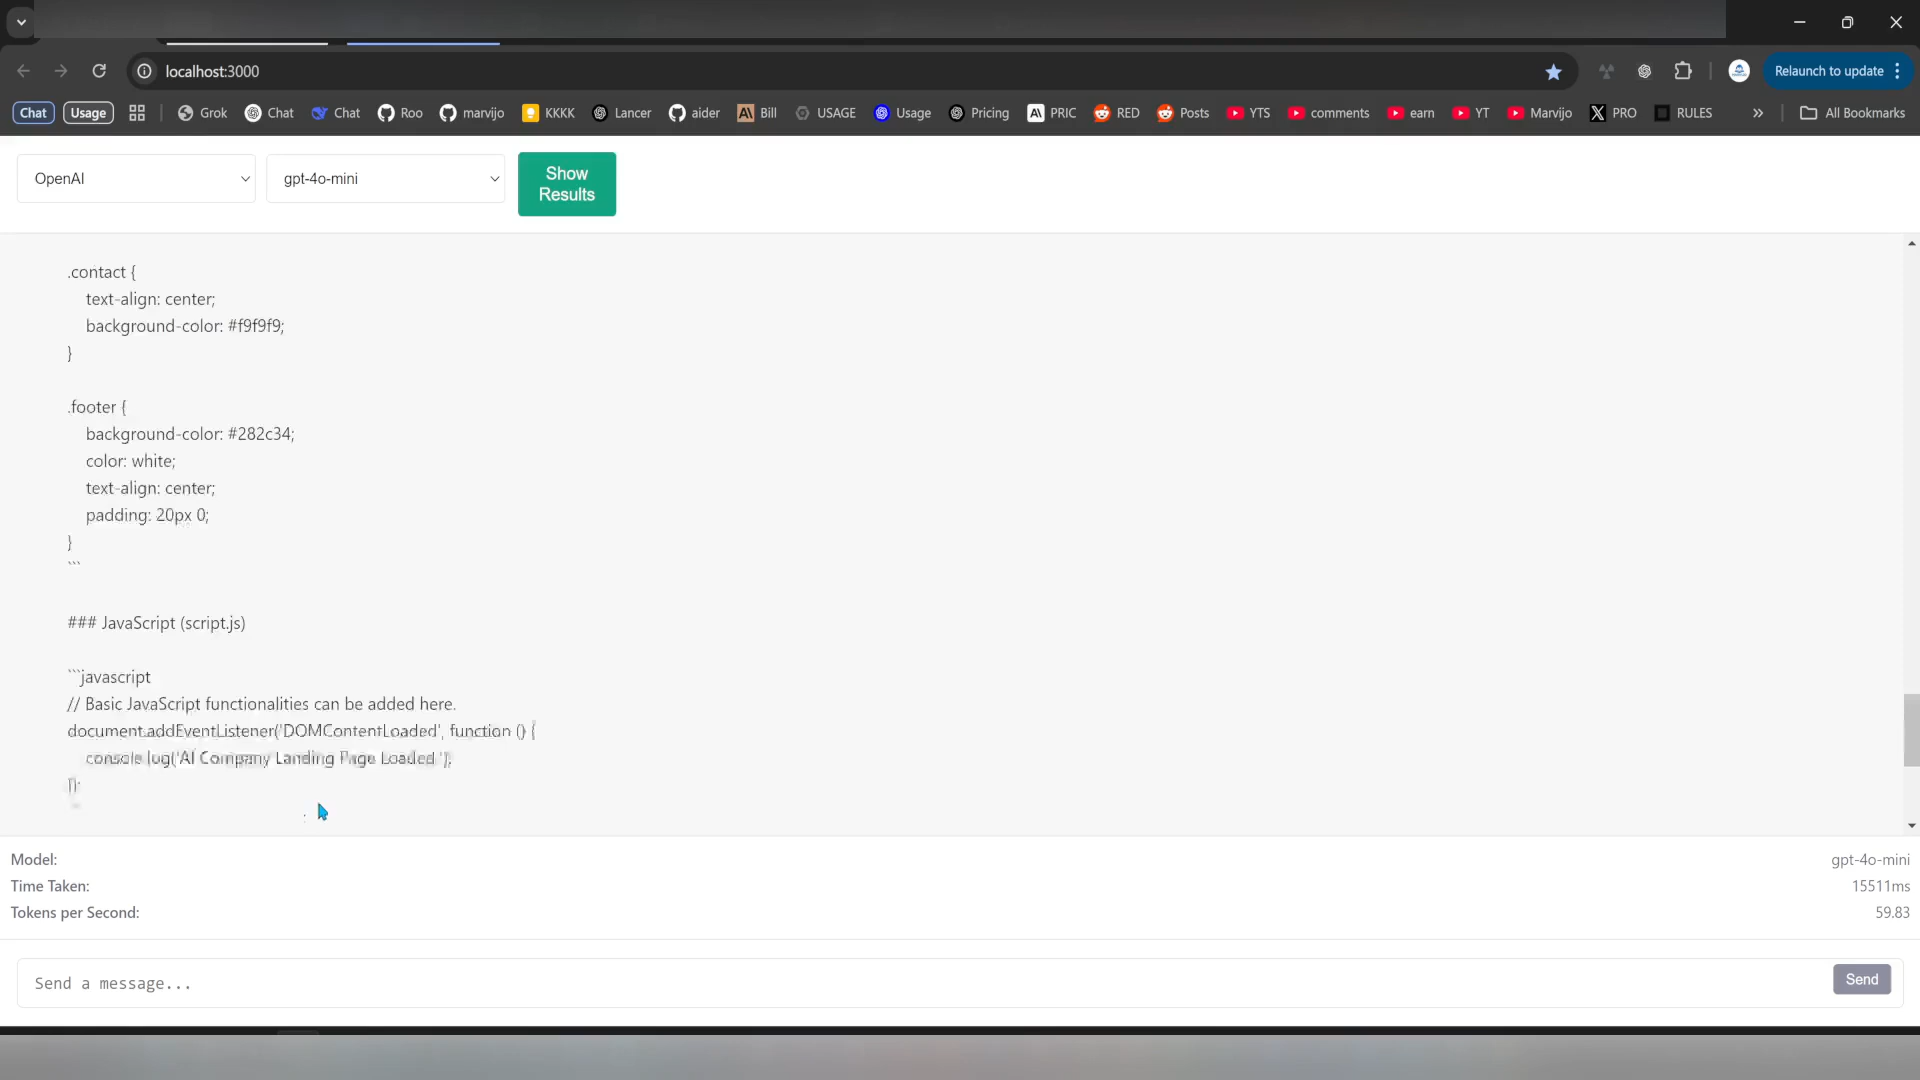 localhost:3000
Relaunch to update
Chat Usage Grok Chat Chat Roo marvijo KKKK Lancer aider Bill USAGE Usage Pricing PRIC RED Posts YTS comments earn YT Marvijo PRO RULES » All Bookmarks
OpenAI
gpt-4o-mini
Show
Results
.contact {
text-align: center;
background-color: #f9f9f9;
}
.footer {
background-color: #282c34;
color: white;
text-align: center;
padding: 20px 0;
}
```
### JavaScript (script.js)
```javascript
// Basic JavaScript functionalities can be added here.
document.addEventListener('DOMContentLoaded', function () {
console.log('AI Company Landing Page Loaded.');
});
Model: gpt-4o-mini
Time Taken: 15511ms
Tokens per Second: 59.83
Send a message...
Send